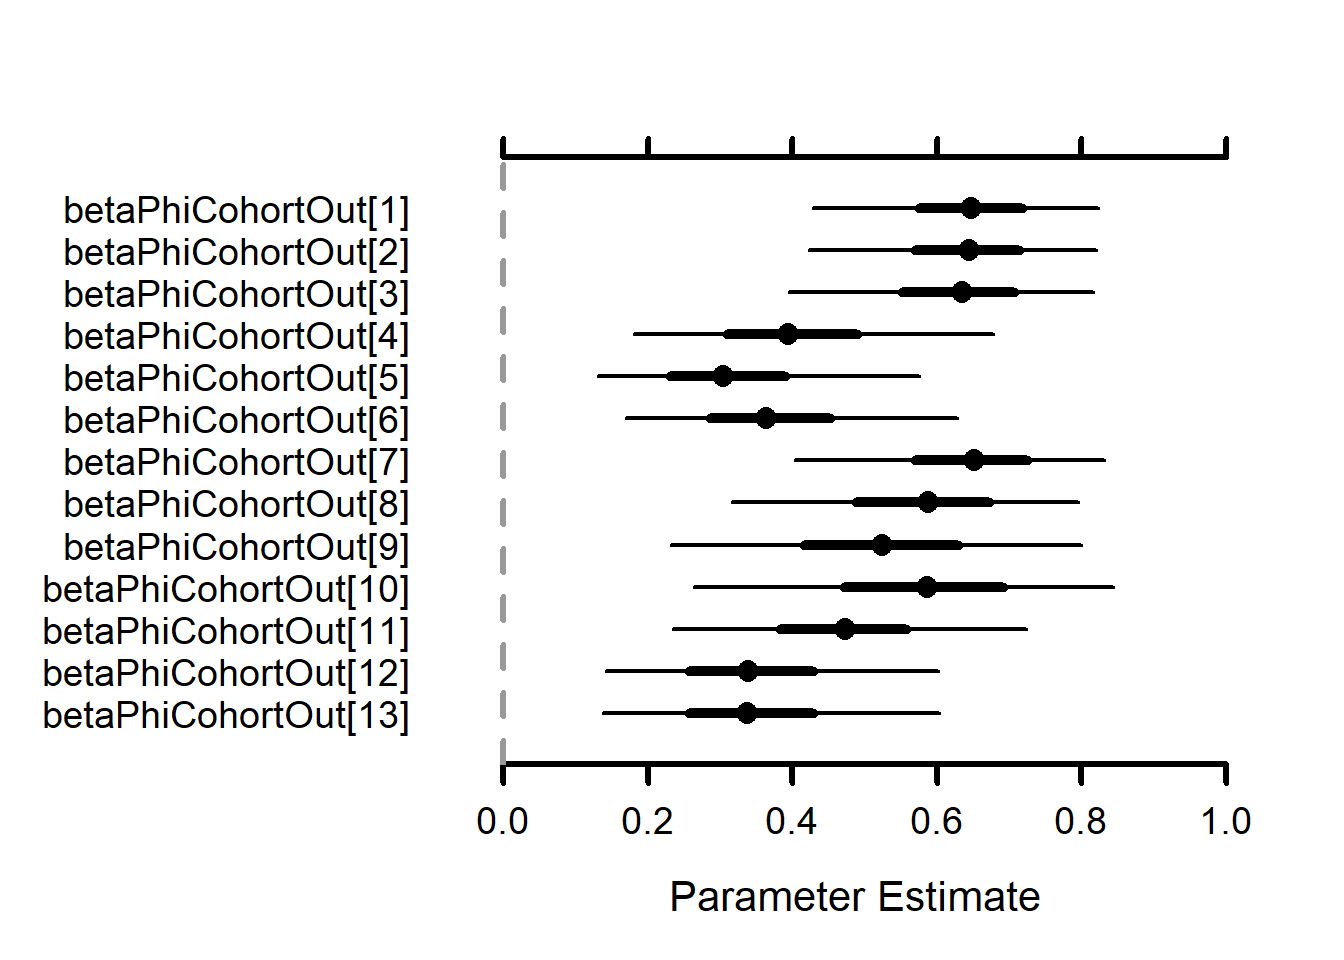 betaPhiCohortOut[1]
betaPhiCohortOut[2]
betaPhiCohortOut[3]
betaPhiCohortOut[4]
betaPhiCohortOut[5]
betaPhiCohortOut[6]
betaPhiCohortOut[7]
betaPhiCohortOut[8]
betaPhiCohortOut[9]
betaPhiCohortOut[10]
betaPhiCohortOut[11]
betaPhiCohortOut[12]
betaPhiCohortOut[13]
0.0 0.2 0.4 0.6 0.8 1.0
Parameter Estimate